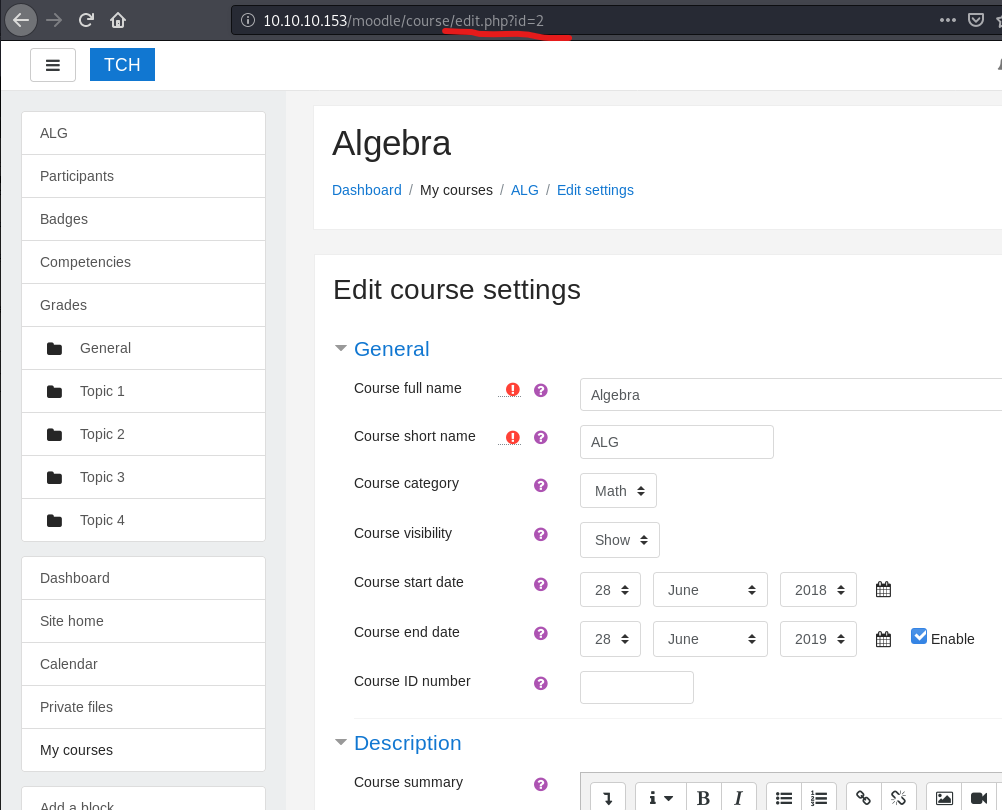 10.10.10.153/moodle/course/edit.php?id=2
TCH
ALG
Participants
Badges
Competencies
Grades
General
Topic 1
Topic 2
Topic 3
Topic 4
Dashboard
Site home
Calendar
Private files
My courses
Add a block
Algebra
Dashboard / My courses / ALG / Edit settings
Edit course settings
General
Course full name Algebra
Course short name ALG
Course category Math
Course visibility Show
Course start date 28 June 2018
Course end date 28 June 2019 Enable
Course ID number
Description
Course summary
B I